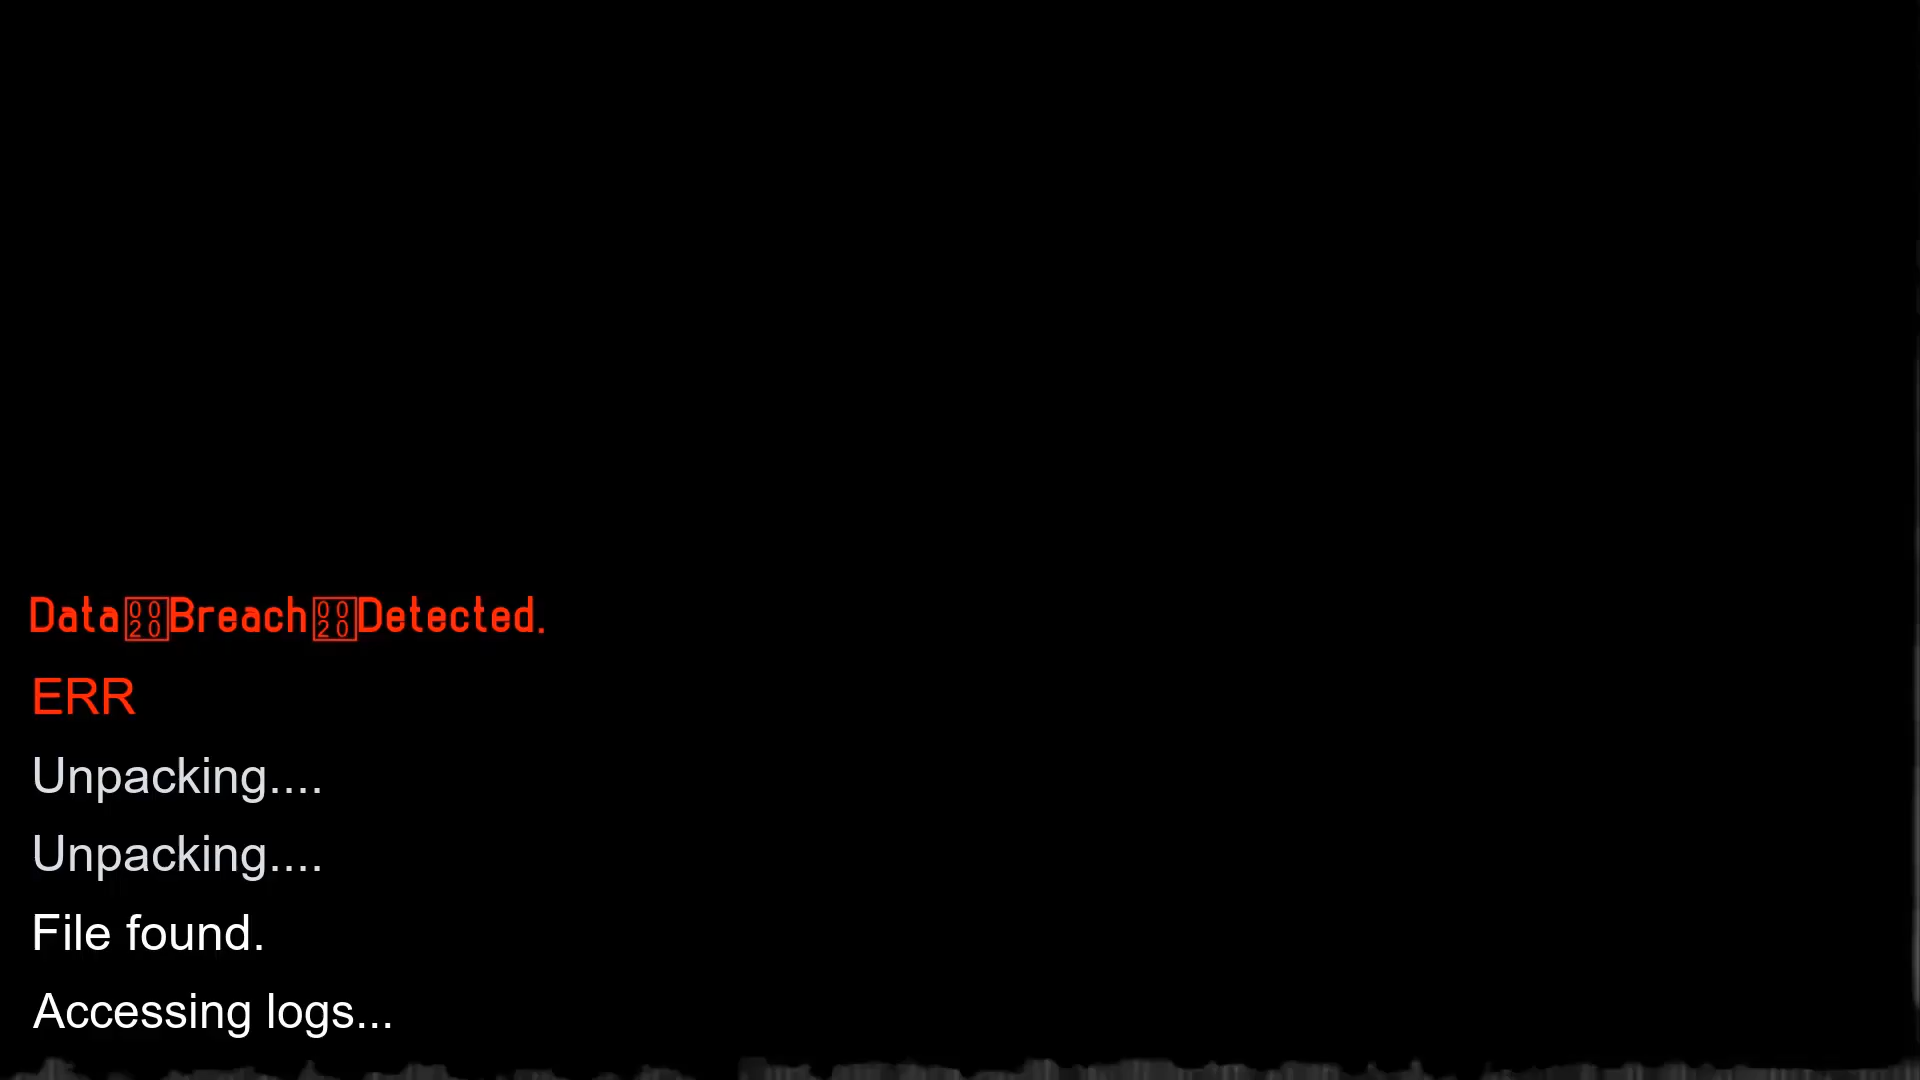 Data Breach Detected.
ERR
Unpacking....
Unpacking....
File found.
Accessing logs...